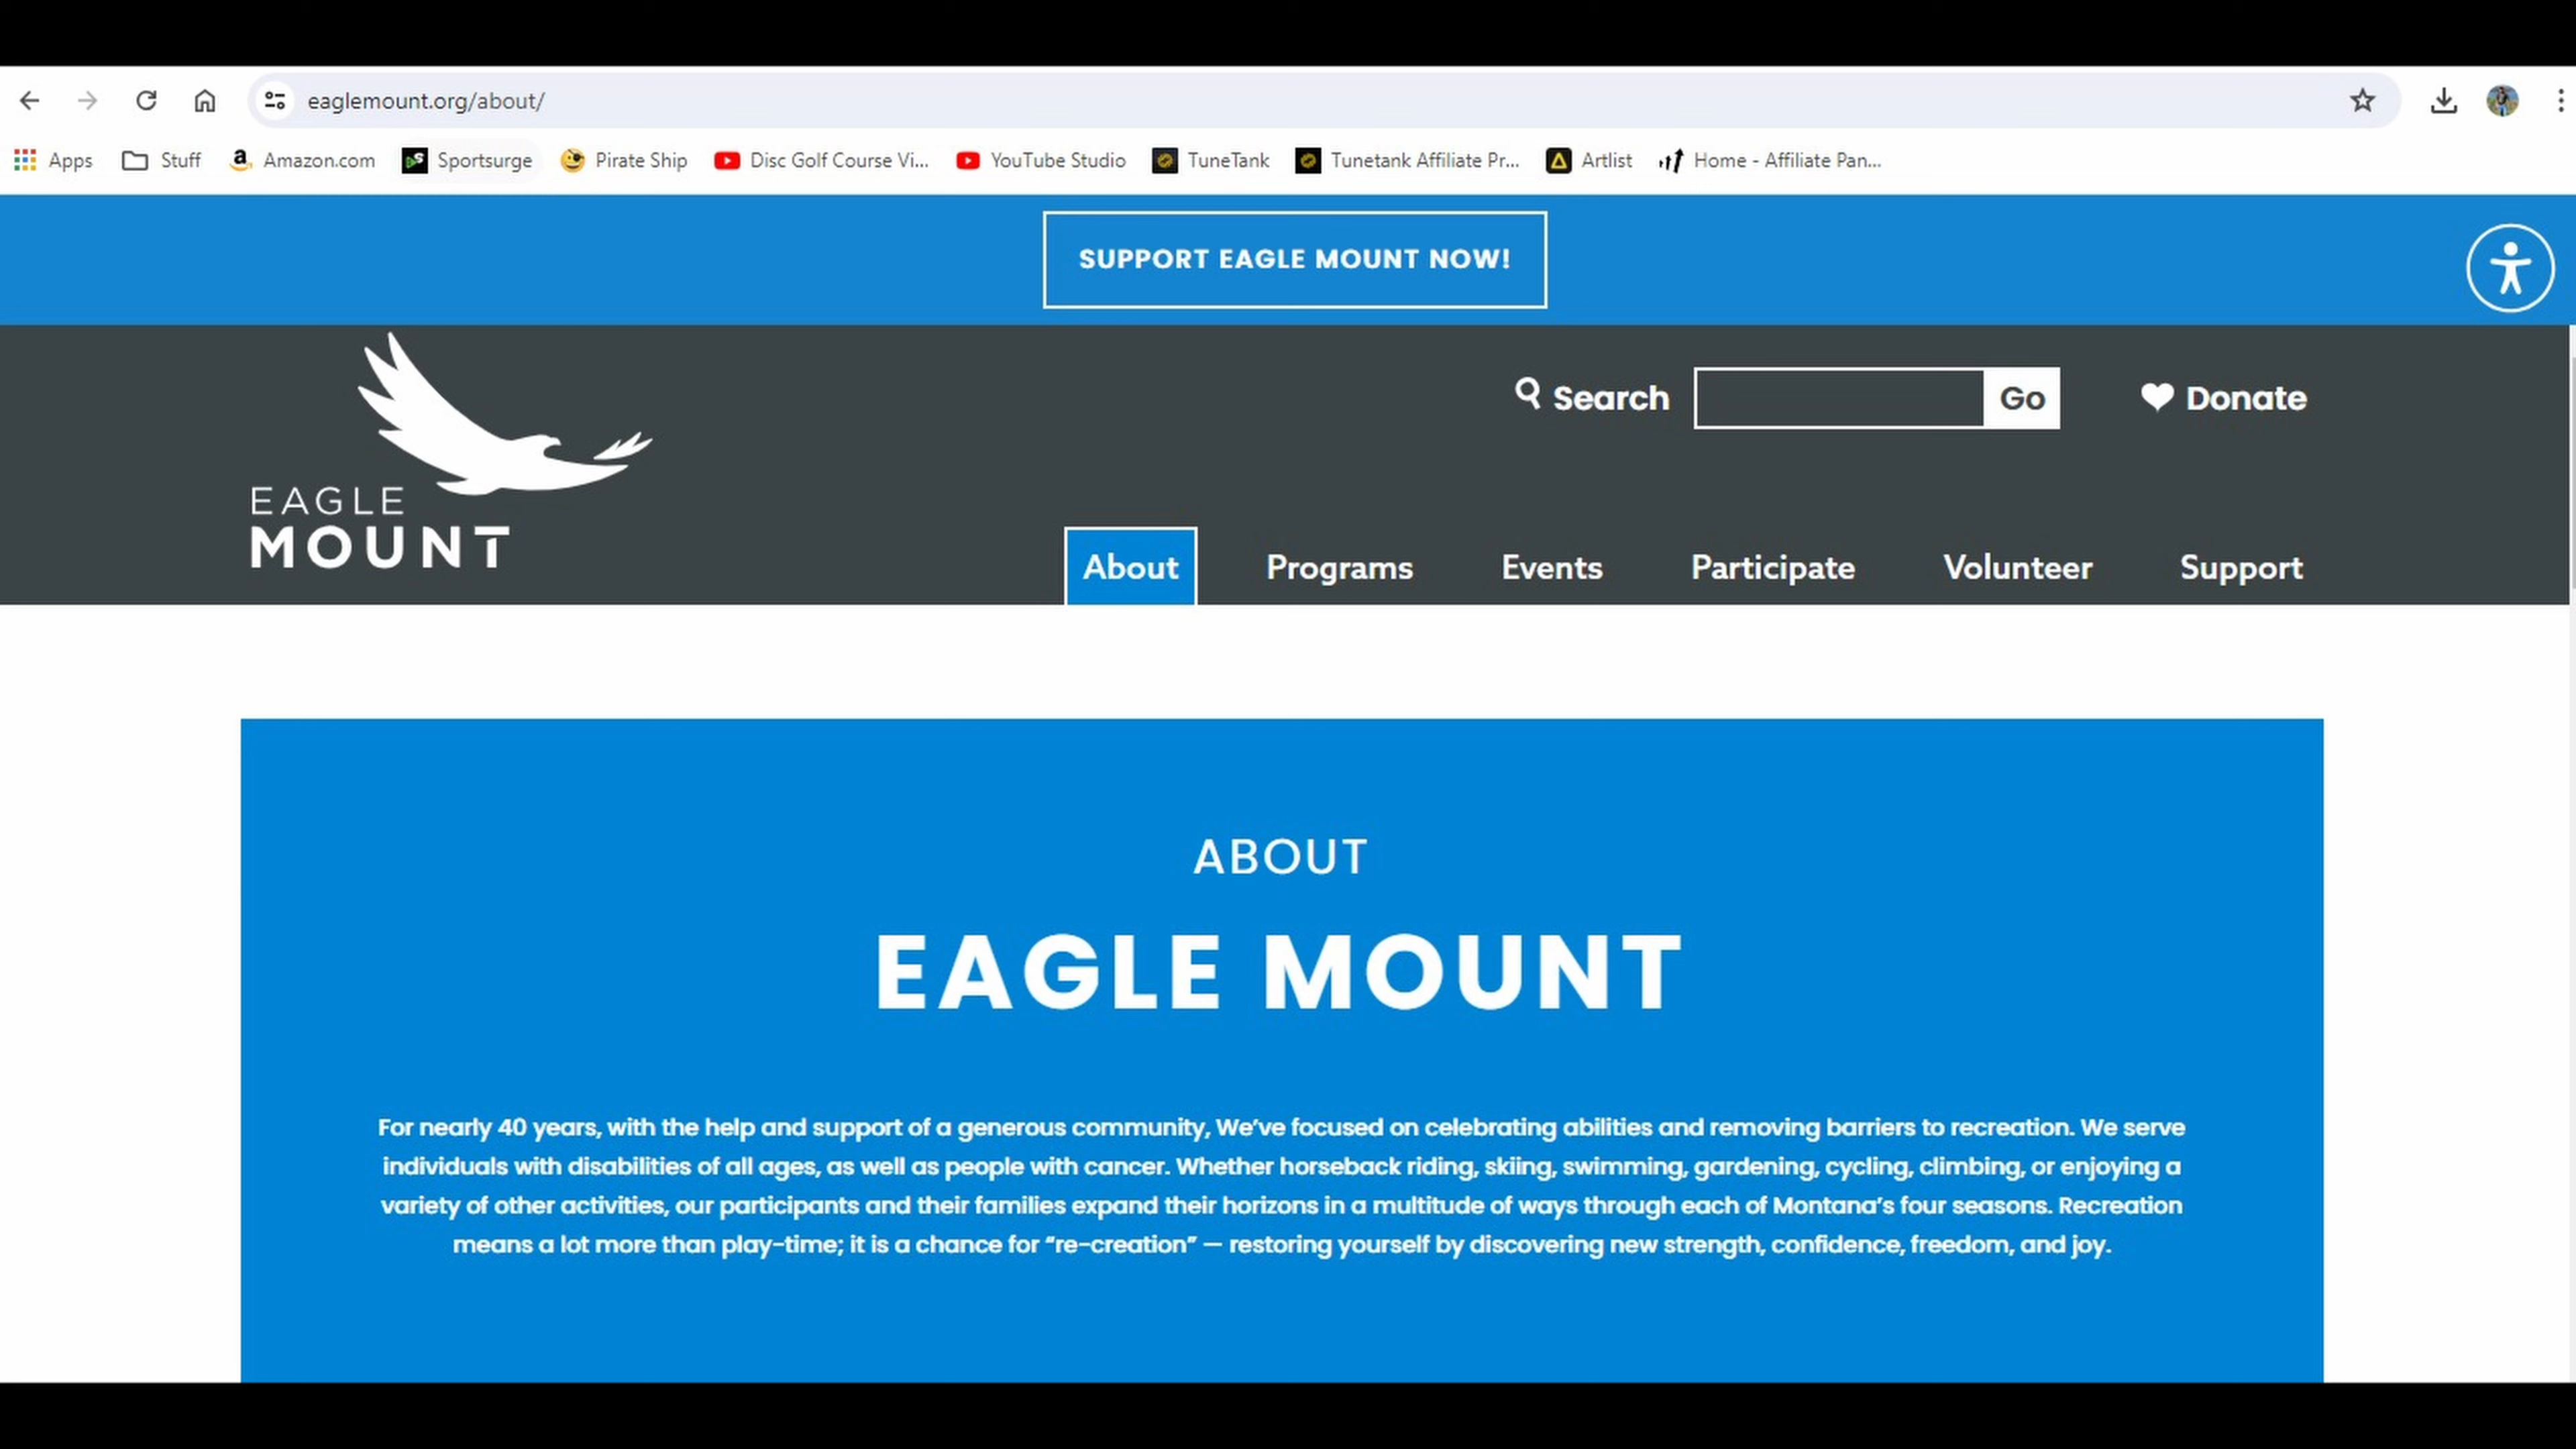 eaglemount.org/about/
Apps Stuff Amazon.com Sportsurge Pirate Ship Disc Golf Course Vi... YouTube Studio TuneTank Tunetank Affiliate Pr... Artlist Home - Affiliate Pan...
SUPPORT EAGLE MOUNT NOW!
Search Go Donate
EAGLE
MOUNT
About Programs Events Participate Volunteer Support
ABOUT
EAGLE MOUNT
For nearly 40 years, with the help and support of a generous community, We’ve focused on celebrating abilities and removing barriers to recreation. We serve
individuals with disabilities of all ages, as well as people with cancer. Whether horseback riding, skiing, swimming, gardening, cycling, climbing, or enjoying a
variety of other activities, our participants and their families expand their horizons in a multitude of ways through each of Montana’s four seasons. Recreation
means a lot more than play-time; it is a chance for “re-creation” — restoring yourself by discovering new strength, confidence, freedom, and joy.